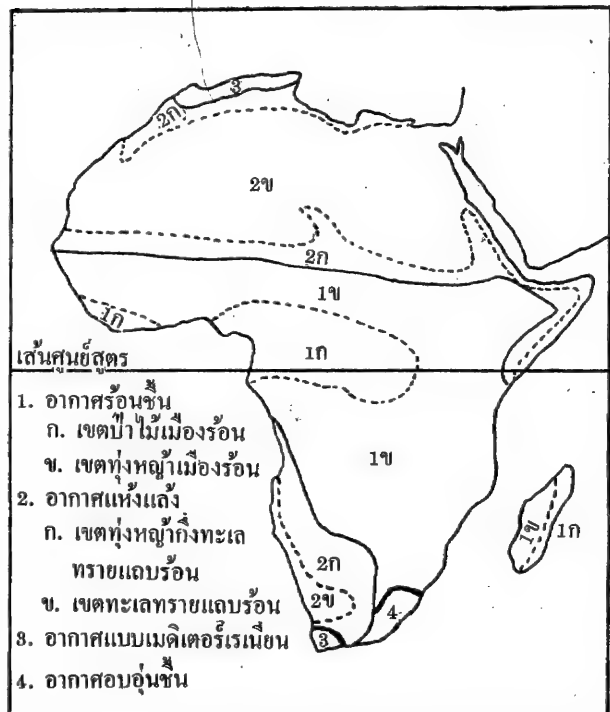 3
2ก
2ข
2ก
1ข
1ก
1ก
เส้นศูนย์สูตร
1. อากาศร้อนชื้น
ก. เขตป่าไม้เมืองร้อน
ข. เขตทุ่งหญ้าเมืองร้อน
2. อากาศแห้งแล้ง
ก. เขตทุ่งหญ้ากึ่งทะเล
ทรายแถบร้อน
ข. เขตทะเลทรายแถบร้อน
3. อากาศแบบเมดิเตอร์เรเนียน
4. อากาศอบอุ่นชื้น
1ข
1ข
1ก
2ก
2ข
4
3